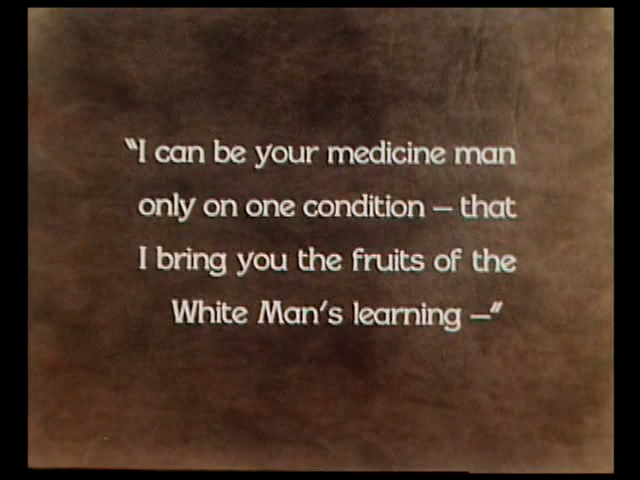 “I can be your medicine man
only on one condition — that
I bring you the fruits of the
White Man's learning —”